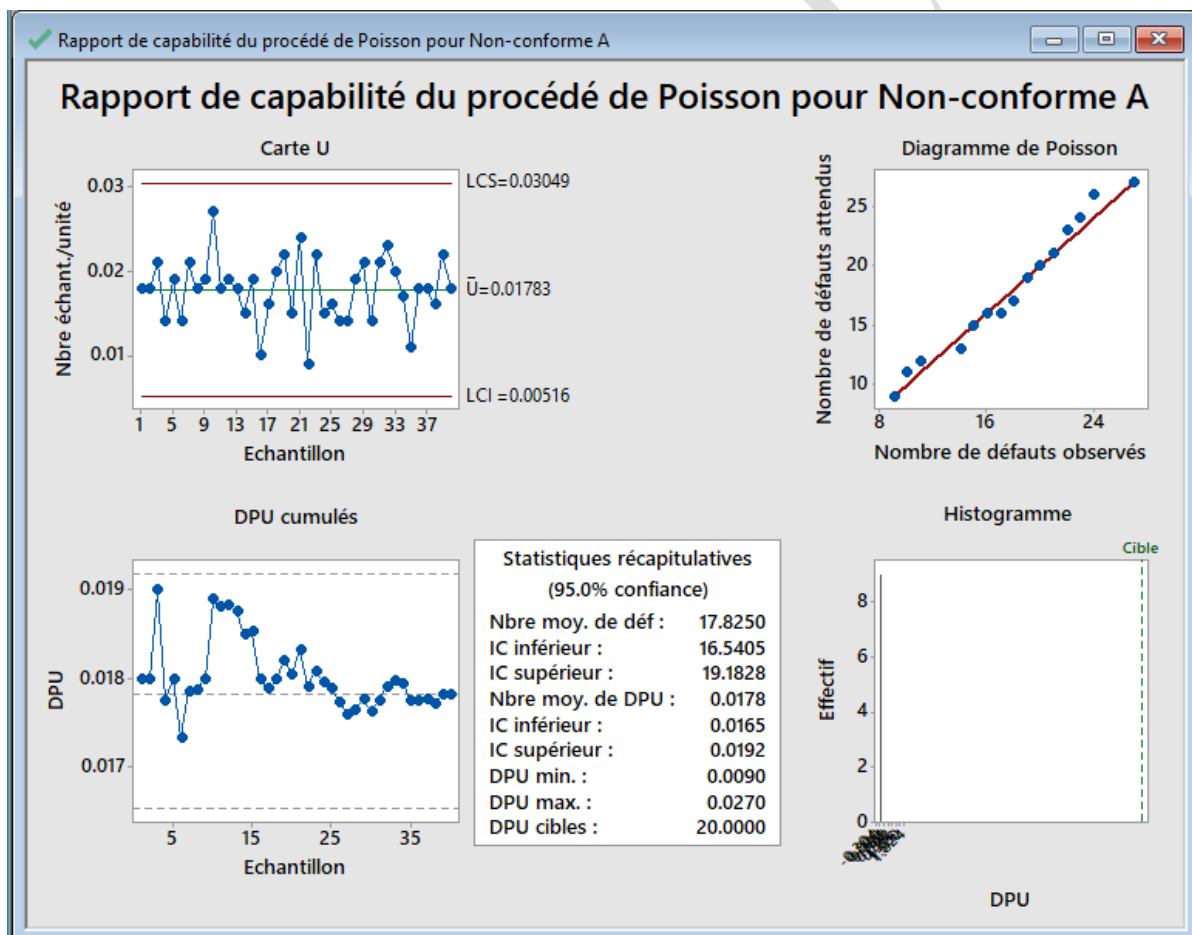 Rapport de capabilité du procédé de Poisson pour Non-conforme A
Rapport de capabilité du procédé de Poisson pour Non-conforme A
Carte U
Nbre échant./unité
0.03
0.02
0.01
LCS=0.03049
Ū=0.01783
LCI =0.00516
1 5 9 13 17 21 25 29 33 37
Echantillon
Diagramme de Poisson
Nombre de défauts attendus
25
20
15
10
8 16 24
Nombre de défauts observés
DPU cumulés
DPU
0.019
0.018
0.017
5 15 25 35
Echantillon
Statistiques récapitulatives
(95.0% confiance)
Nbre moy. de déf : 17.8250
IC inférieur : 16.5405
IC supérieur : 19.1828
Nbre moy. de DPU : 0.0178
IC inférieur : 0.0165
IC supérieur : 0.0192
DPU min. : 0.0090
DPU max. : 0.0270
DPU cibles : 20.0000
Histogramme
Cible
Effectif
8
6
4
2
0
DPU